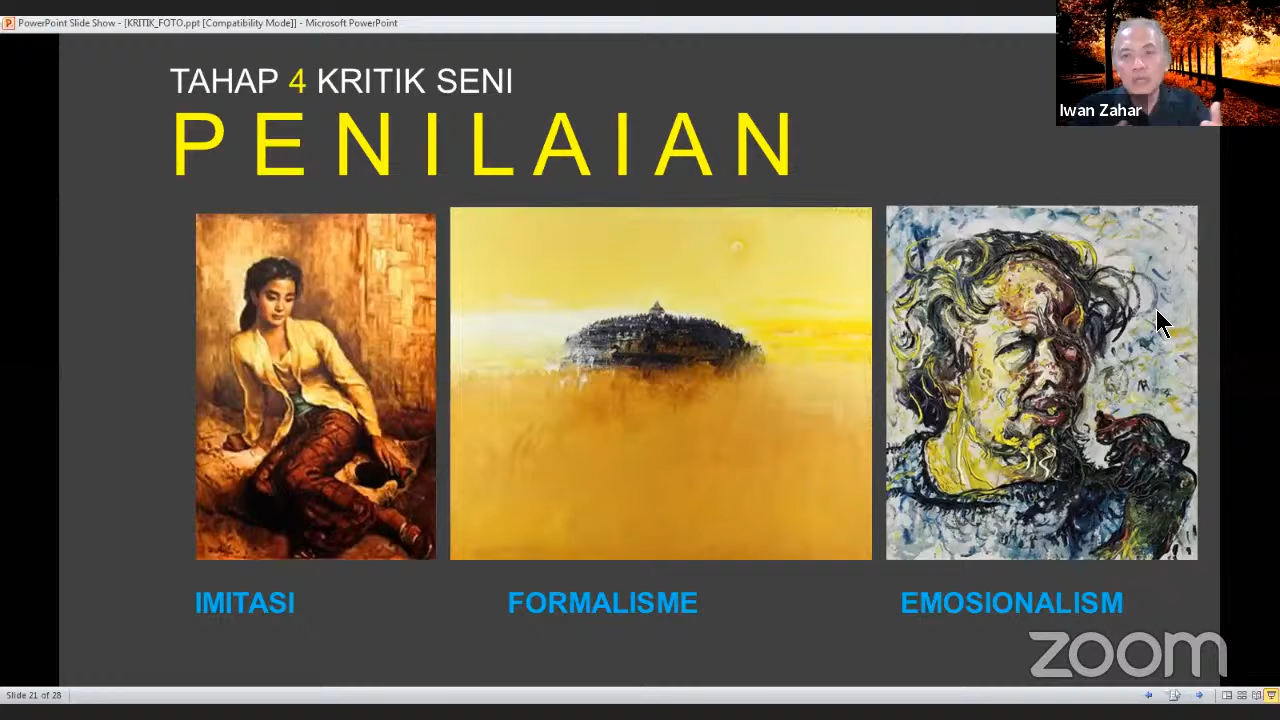 PowerPoint Slide Show - [KRITIK_FOTO.ppt [Compatibility Mode]] - Microsoft PowerPoint
Iwan Zahar
TAHAP 4 KRITIK SENI
PENILAIAN
IMITASI
FORMALISME
EMOSIONALISM
zoom
Slide 21 of 28